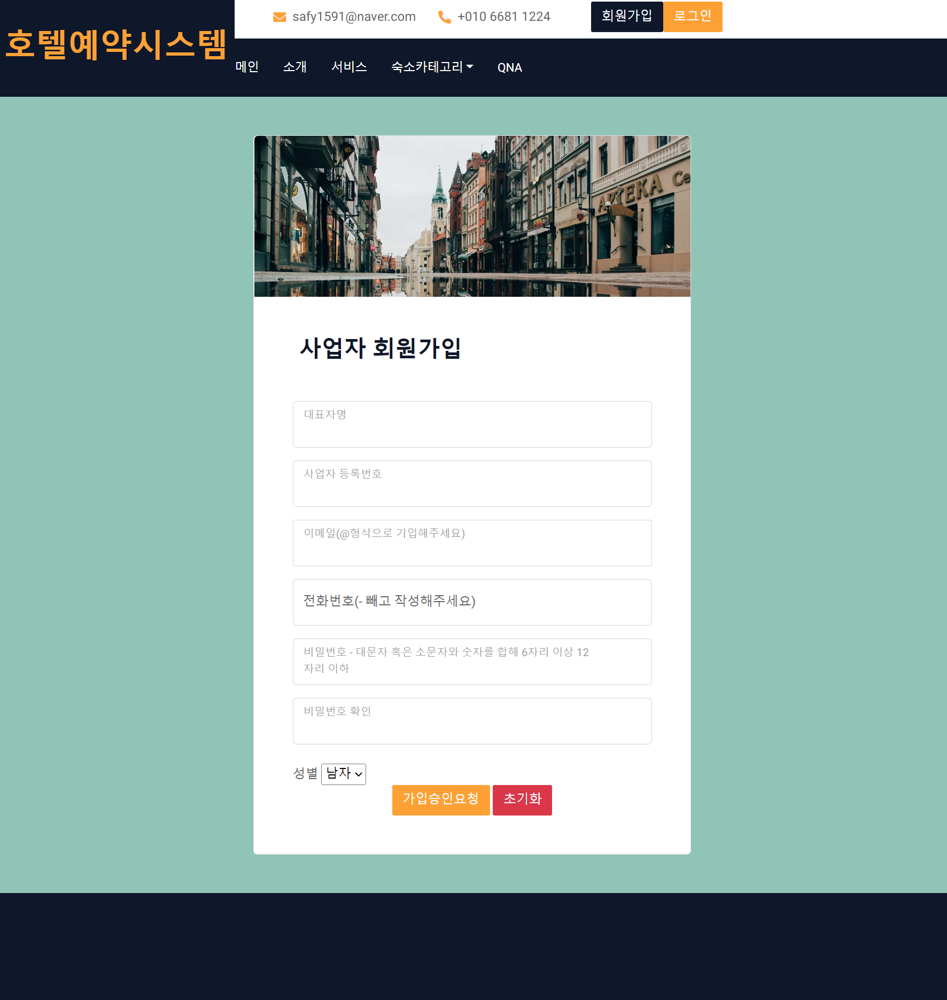 호텔예약시스템
safy1591@naver.com
+010 6681 1224
회원가입
로그인
메인
소개
서비스
숙소카테고리
QNA
APTEKA Ce
사업자 회원가입
대표자명
사업자 등록번호
이메일(@형식으로 기입해주세요)
전화번호(- 빼고 작성해주세요)
비밀번호 - 대문자 혹은 소문자와 숫자를 합해 6자리 이상 12
자리 이하
비밀번호 확인
성별 남자
가입승인요청
초기화